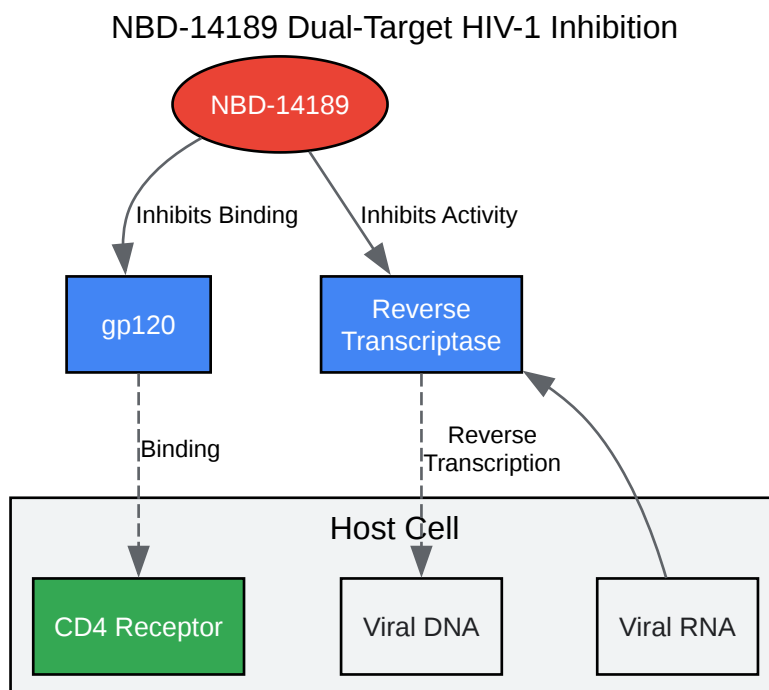 NBD-14189 Dual-Target HIV-1 Inhibition
NBD-14189
Inhibits Binding
Inhibits Activity
gp120
Reverse
Transcriptase
Binding
Reverse
Transcription
Host Cell
CD4 Receptor
Viral DNA
Viral RNA